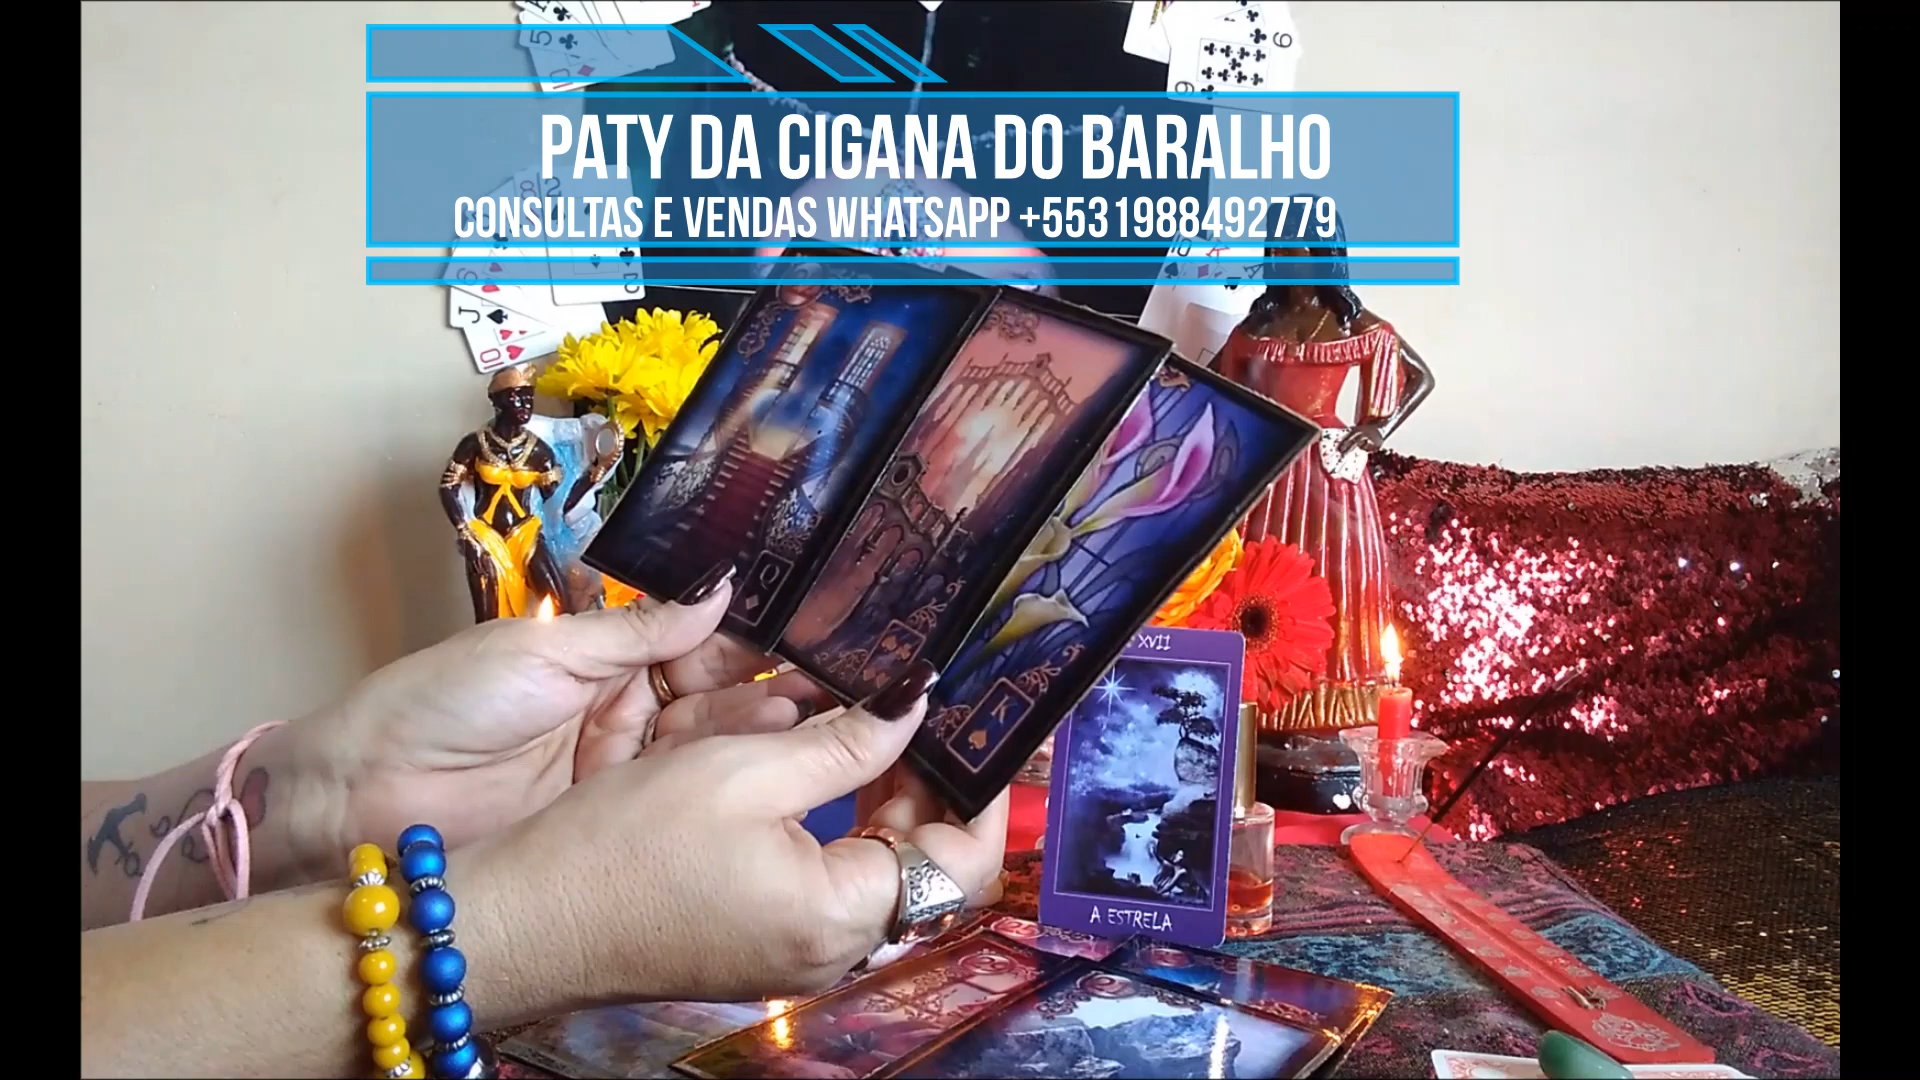 PATY DA CIGANA DO BARALHO
CONSULTAS E VENDAS WHATSAPP +5531988492779
XVII
A ESTRELA
Q
K